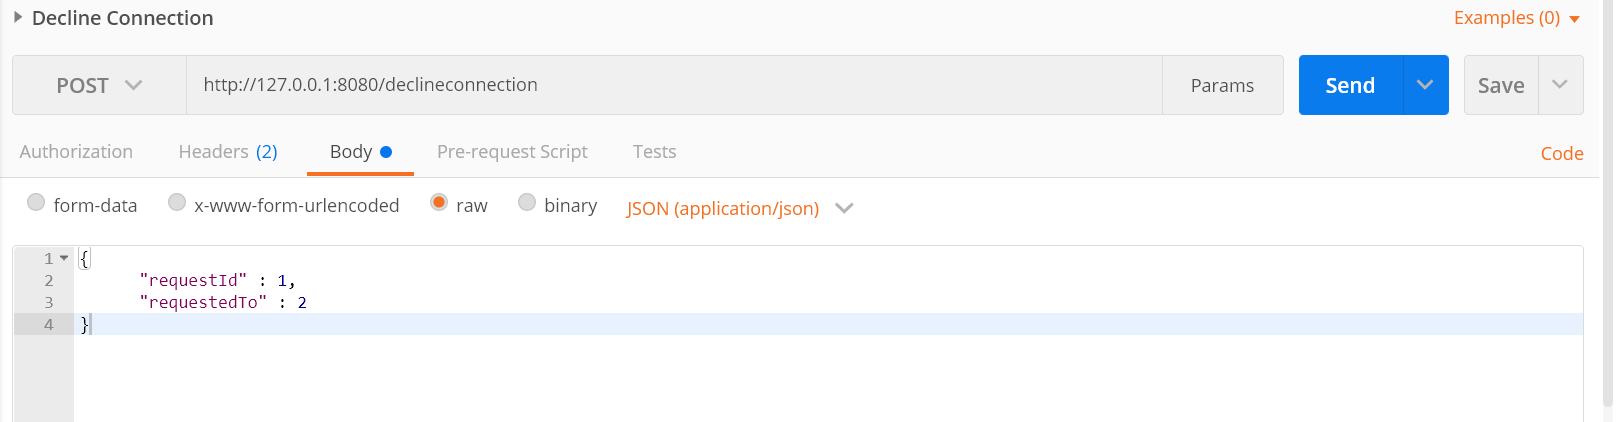 Decline Connection Examples (0)
POST http://127.0.0.1:8080/declineconnection Params Send Save
Authorization Headers (2) Body Pre-request Script Tests Code
form-data x-www-form-urlencoded raw binary JSON (application/json)
1 {
2 "requestId" : 1,
3 "requestedTo" : 2
4 }